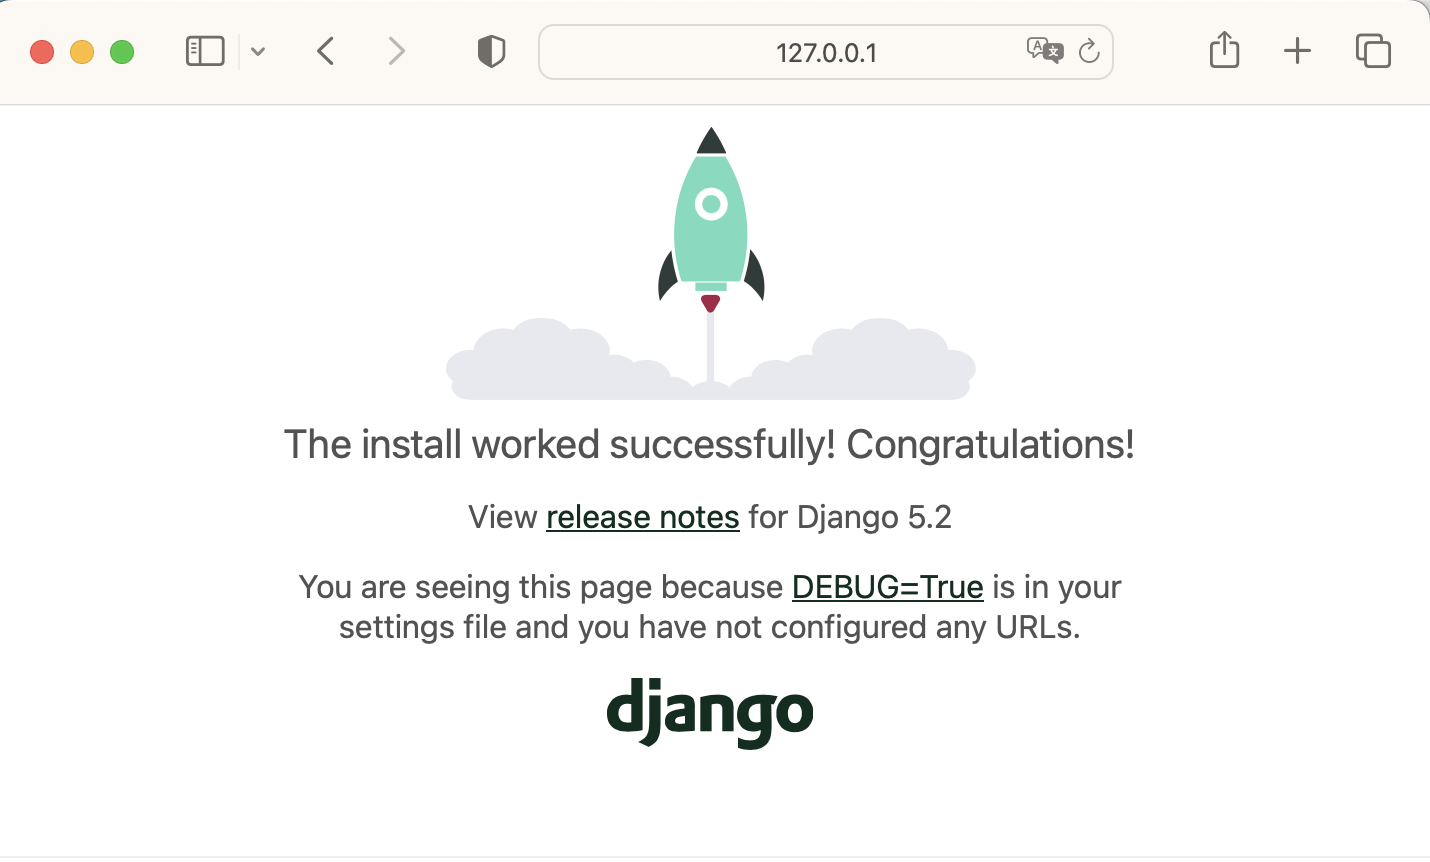 127.0.0.1
The install worked successfully! Congratulations!
View release notes for Django 5.2
You are seeing this page because DEBUG=True is in your
settings file and you have not configured any URLs.
django